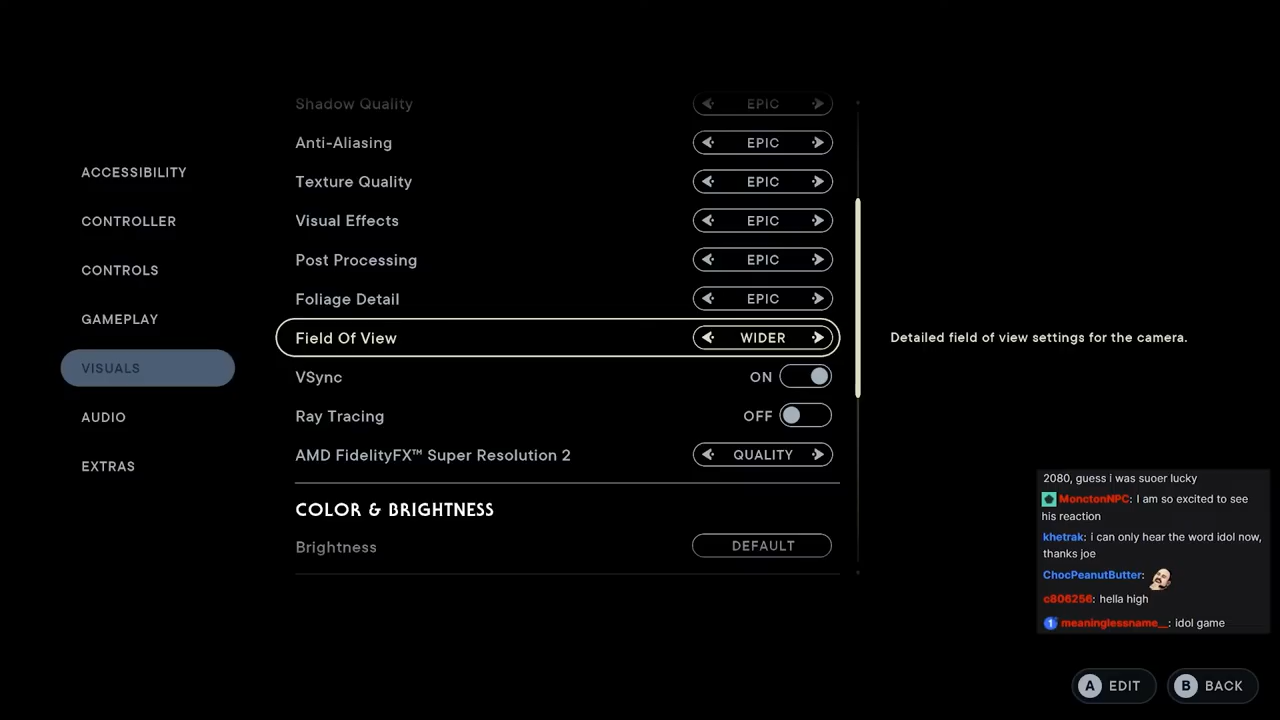 Shadow Quality EPIC
Anti-Aliasing EPIC
ACCESSIBILITY
Texture Quality EPIC
CONTROLLER
Visual Effects EPIC
Post Processing EPIC
CONTROLS
Foliage Detail EPIC
GAMEPLAY
Field Of View WIDER
Detailed field of view settings for the camera.
VISUALS
VSync ON
Ray Tracing OFF
AUDIO
AMD FidelityFX™ Super Resolution 2 QUALITY
EXTRAS
COLOR & BRIGHTNESS
Brightness DEFAULT
2080, guess i was suoer lucky
MonctonNPC: I am so excited to see
his reaction
khetrak: i can only hear the word idol now,
thanks joe
ChocPeanutButter:
c806256: hella high
1 meaninglessname__: idol game
A EDIT B BACK